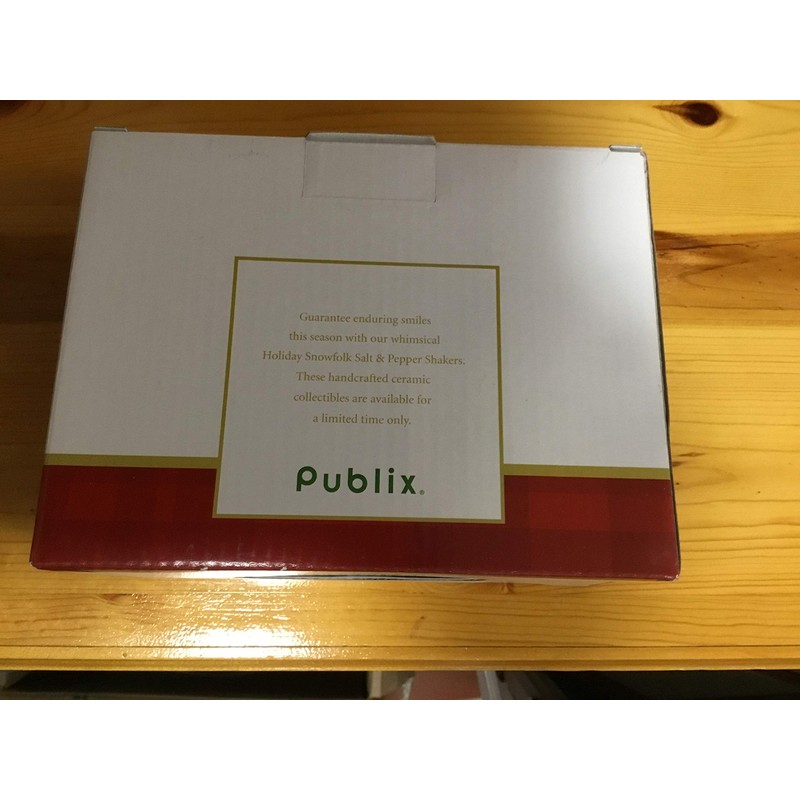 Guarantee enduring smiles
this season with our whimsical
Holiday Snowfolk Salt & Pepper Shakers.
These handcrafted ceramic
collectibles are available for
a limited time only.
Publix®